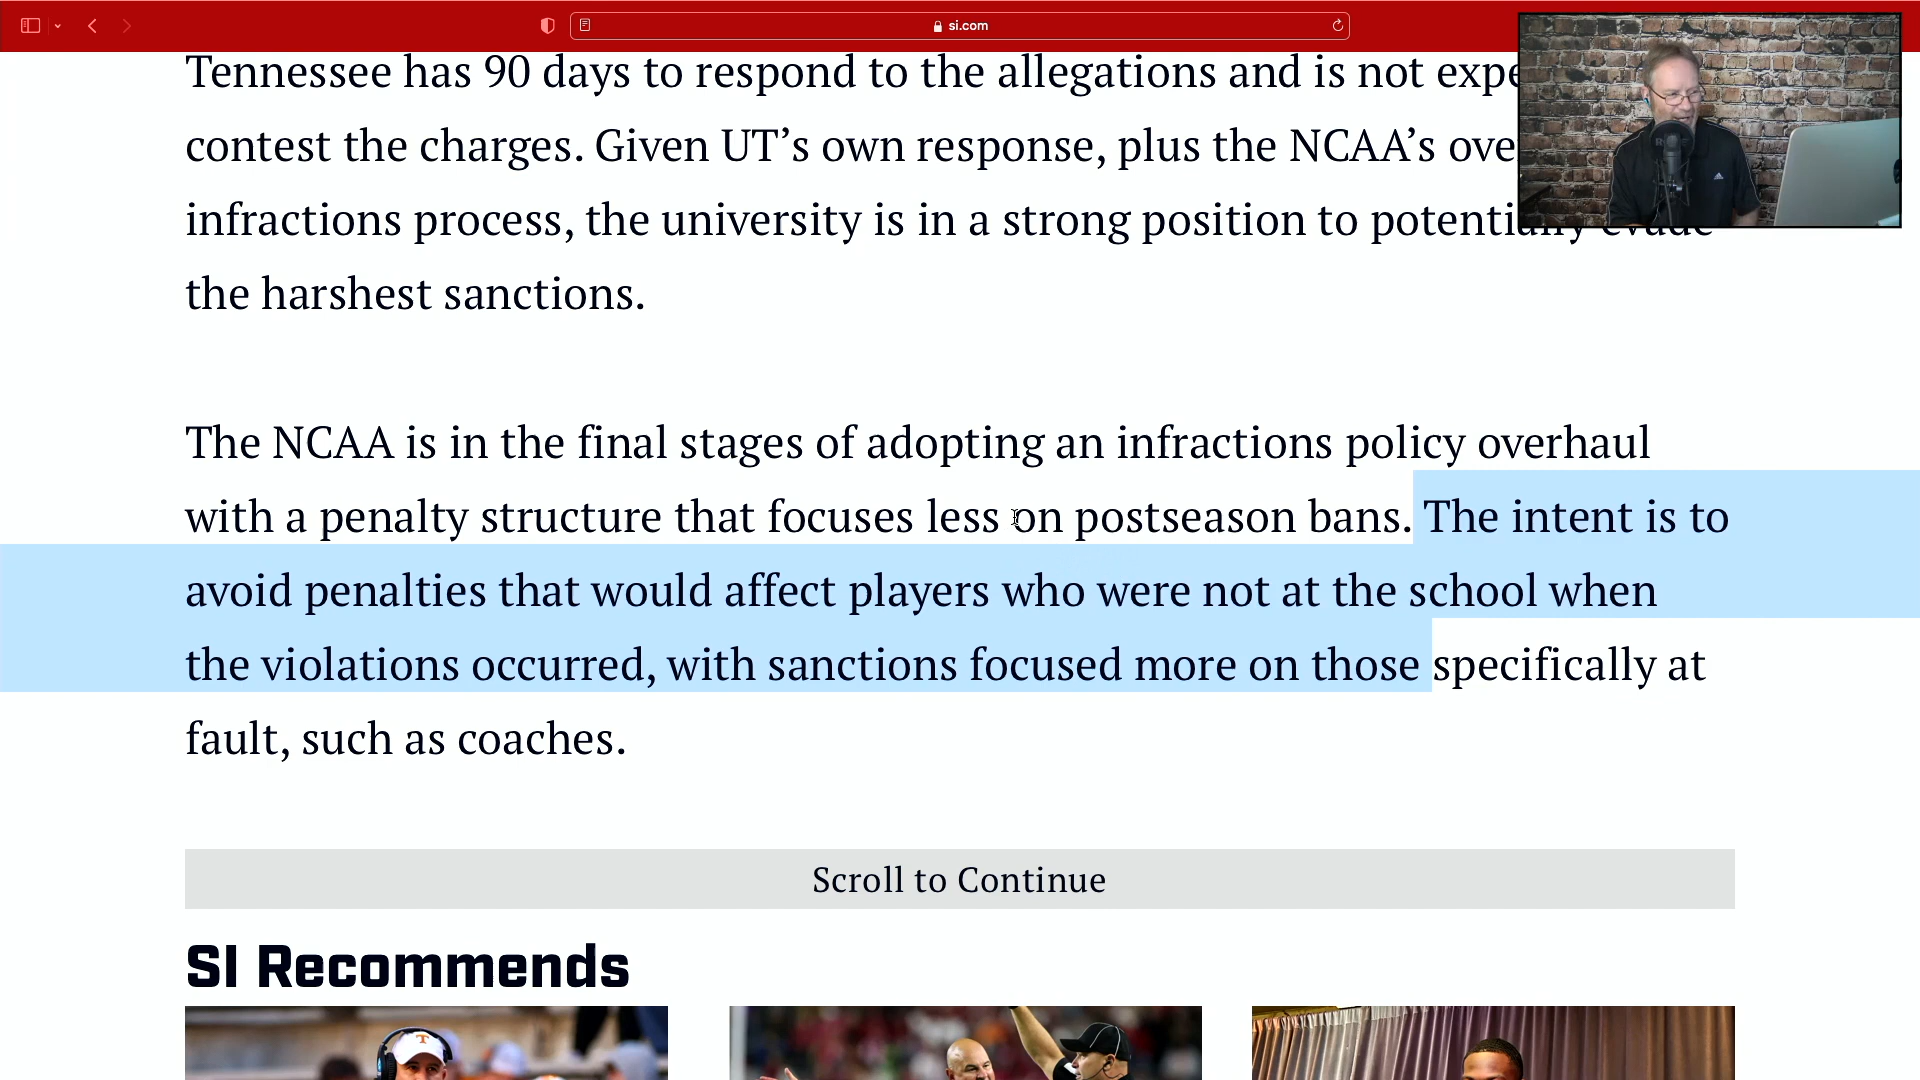 si.com
Tennessee has 90 days to respond to the allegations and is not
contest the charges. Given UT’s own response, plus the NCAA’s
infractions process, the university is in a strong position to potentially evade
the harshest sanctions.
The NCAA is in the final stages of adopting an infractions policy overhaul
with a penalty structure that focuses less on postseason bans. The intent is to
avoid penalties that would affect players who were not at the school when
the violations occurred, with sanctions focused more on those specifically at
fault, such as coaches.
Scroll to Continue
SI Recommends
T